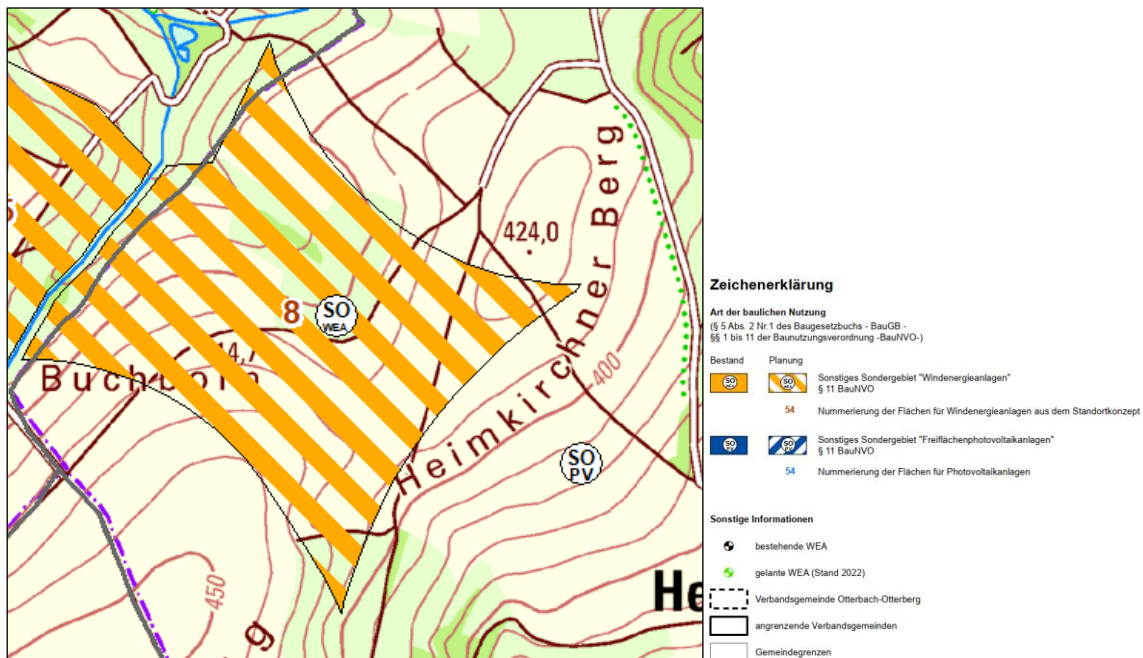 424,0
Heimkirchner Berg
8
SO
WEA
Buchborn
400
SO
PV
450
He
g
Zeichenerklärung
Art der baulichen Nutzung
(§ 5 Abs. 2 Nr.1 des Baugesetzbuchs - BauGB -
§§ 1 bis 11 der Baunutzungsverordnung -BauNVO-)
Bestand Planung
Sonstiges Sondergebiet "Windenergieanlagen"
§ 11 BauNVO
54 Nummerierung der Flächen für Windenergieanlagen aus dem Standortkonzept
Sonstiges Sondergebiet "Freiflächenphotovoltaikanlagen"
§ 11 BauNVO
54 Nummerierung der Flächen für Photovoltaikanlagen
Sonstige Informationen
bestehende WEA
gelante WEA (Stand 2022)
Verbandsgemeinde Otterbach-Otterberg
angrenzende Verbandsgemeinden
Gemeindegrenzen